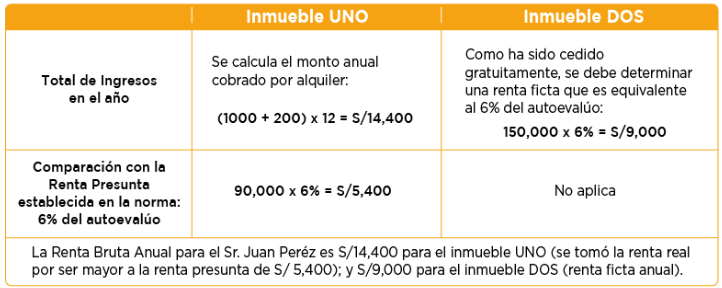 Inmueble UNO
Inmueble DOS
Total de Ingresos
en el año
Se calcula el monto anual
cobrado por alquiler:
(1000 + 200) x 12 = S/14,400
Como ha sido cedido
gratuitamente, se debe determinar
una renta ficta que es equivalente
al 6% del autoevalúo:
150,000 x 6% = S/9,000
Comparación con la
Renta Presunta
establecida en la norma:
6% del autoevalúo
90,000 x 6% = S/5,400
No aplica
La Renta Bruta Anual para el Sr. Juan Peréz es S/14,400 para el inmueble UNO (se tomó la renta real
por ser mayor a la renta presunta de S/ 5,400); y S/9,000 para el inmueble DOS (renta ficta anual).